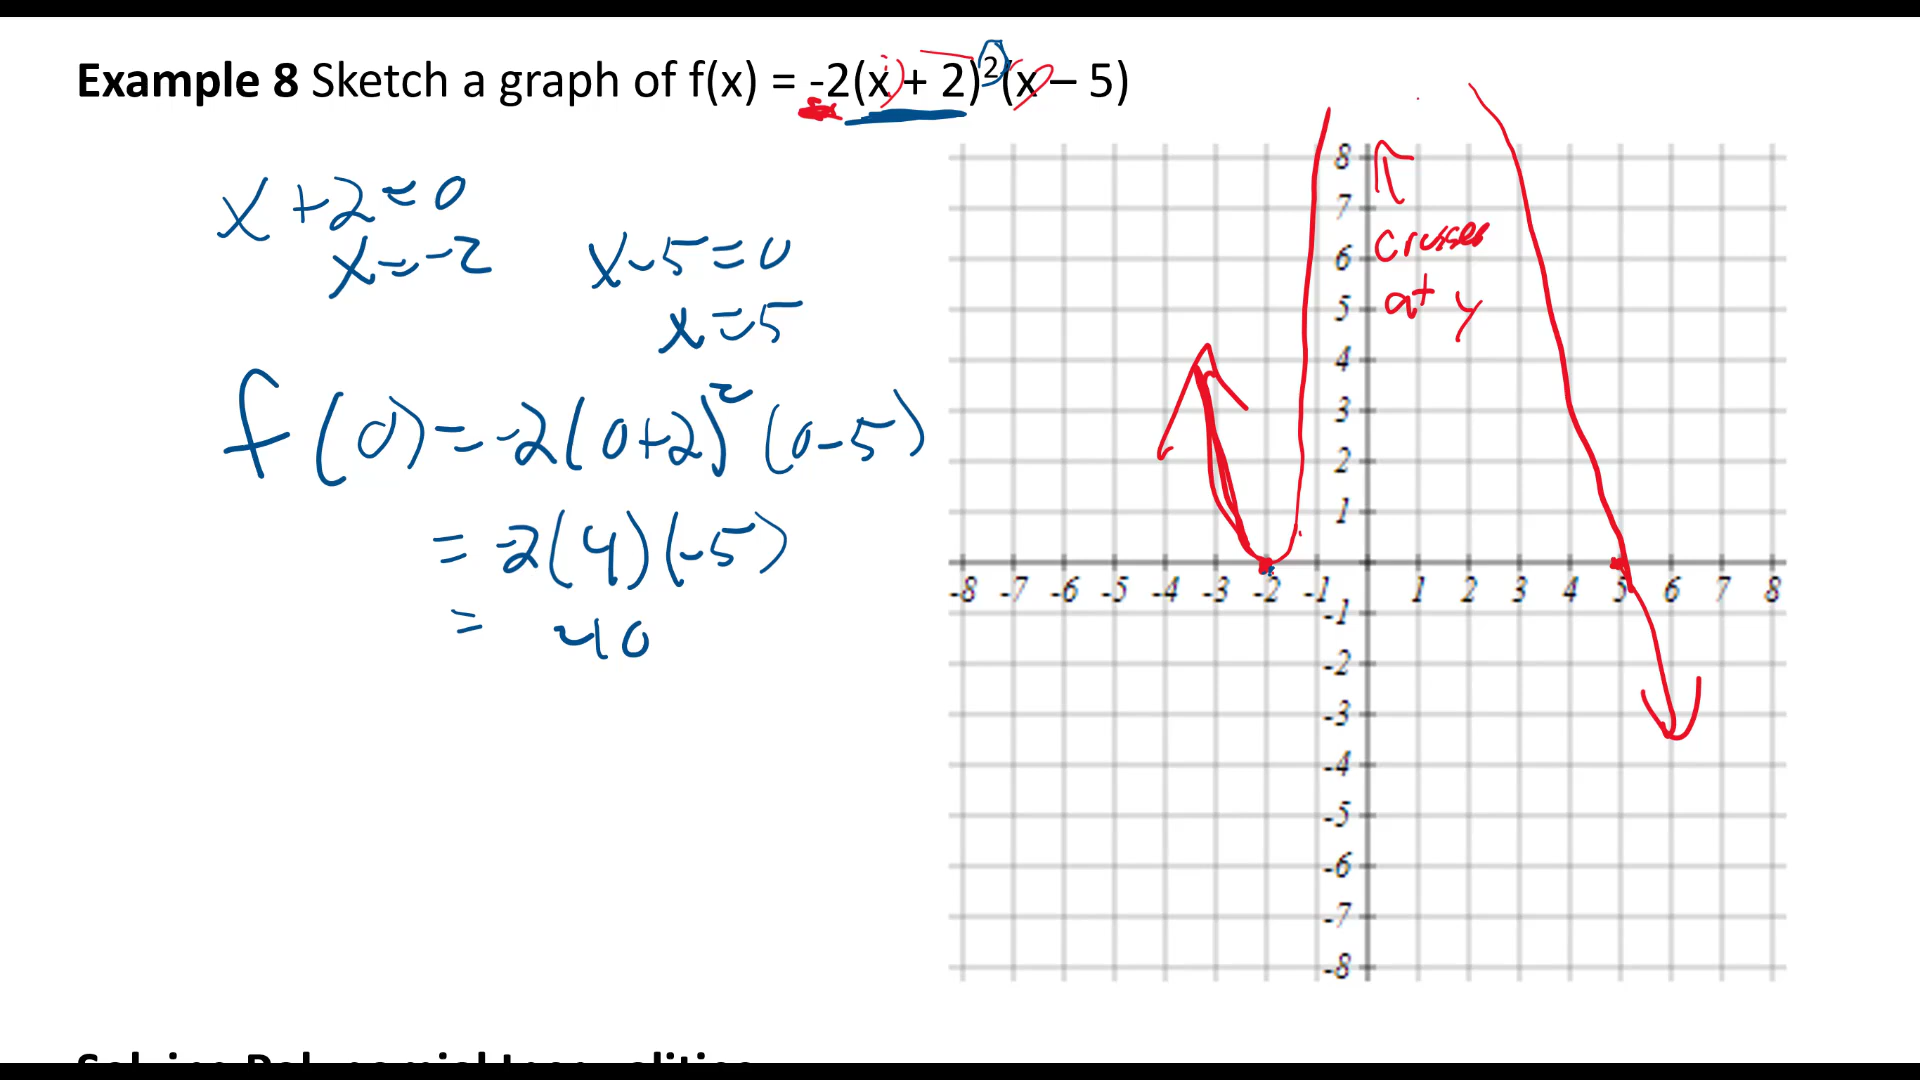 Example 8 Sketch a graph of f(x) = -2(x + 2)²(x – 5)
x + 2 = 0
x = -2
x - 5 = 0
x = 5
f(0) = -2(0+2)² (0-5)
= -2(4)(-5)
= 40
8
7
6
5
4
3
2
1
crosses
at y
-8 -7 -6 -5 -4 -3 -2 -1 1 2 3 4 5 6 7 8
-1
-2
-3
-4
-5
-6
-7
-8
Solving Polynomial Inequalities